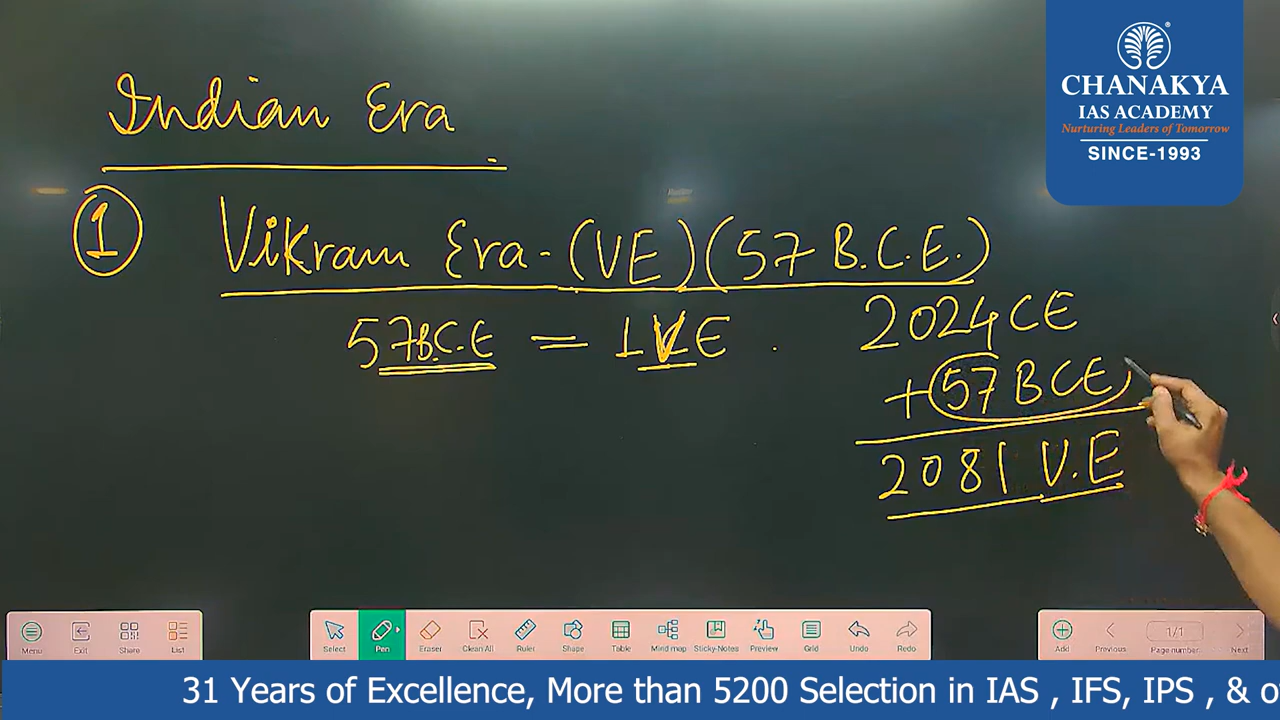 Indian Era
1 Vikram Era - (VE) (57 B.C.E.)
57 B.C.E = 1 VE .
2024 CE
+ 57 BCE
2081 V.E
CHANAKYA
IAS ACADEMY
Nurturing Leaders of Tomorrow
SINCE-1993
Menu Exit Share List Select Pen Eraser Clean All Ruler Shape Table Mind map Sticky-Notes Preview Grid Undo Redo Add Previous 1/1 Page number Next
31 Years of Excellence, More than 5200 Selection in IAS , IFS, IPS , & o